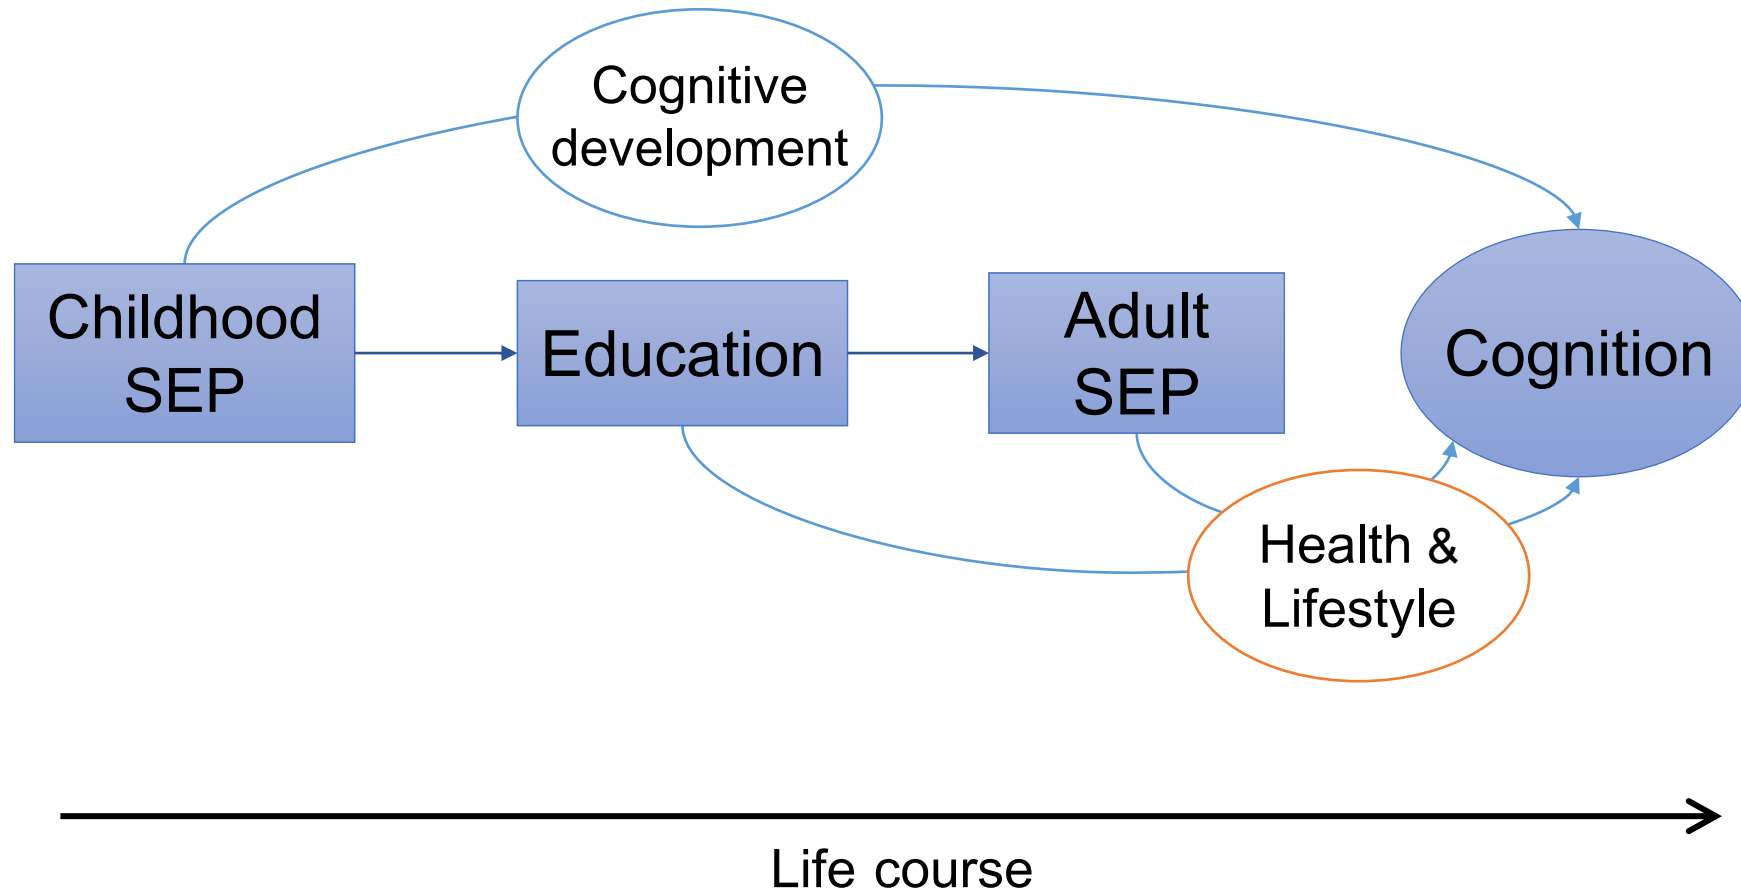 Cognitive
development
Childhood
SEP
Education
Adult
SEP
Cognition
Health &
Lifestyle
Life course